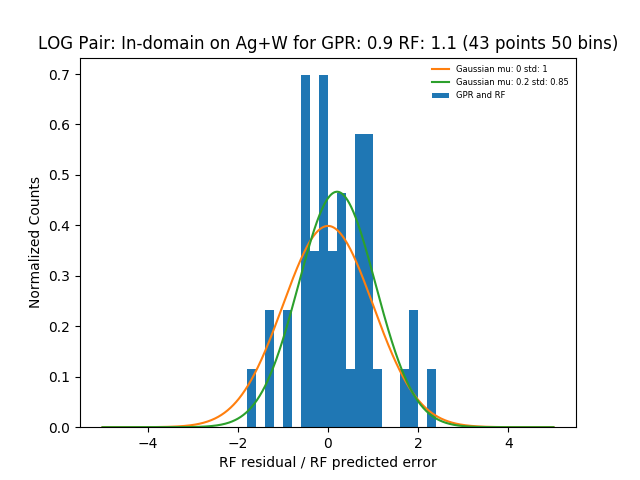 LOG Pair: In-domain on Ag+W for GPR: 0.9 RF: 1.1 (43 points 50 bins)
Gaussian mu: 0 std: 1
Gaussian mu: 0.2 std: 0.85
GPR and RF
Normalized Counts
0.7
0.6
0.5
0.4
0.3
0.2
0.1
0.0
−4
−2
0
2
4
RF residual / RF predicted error